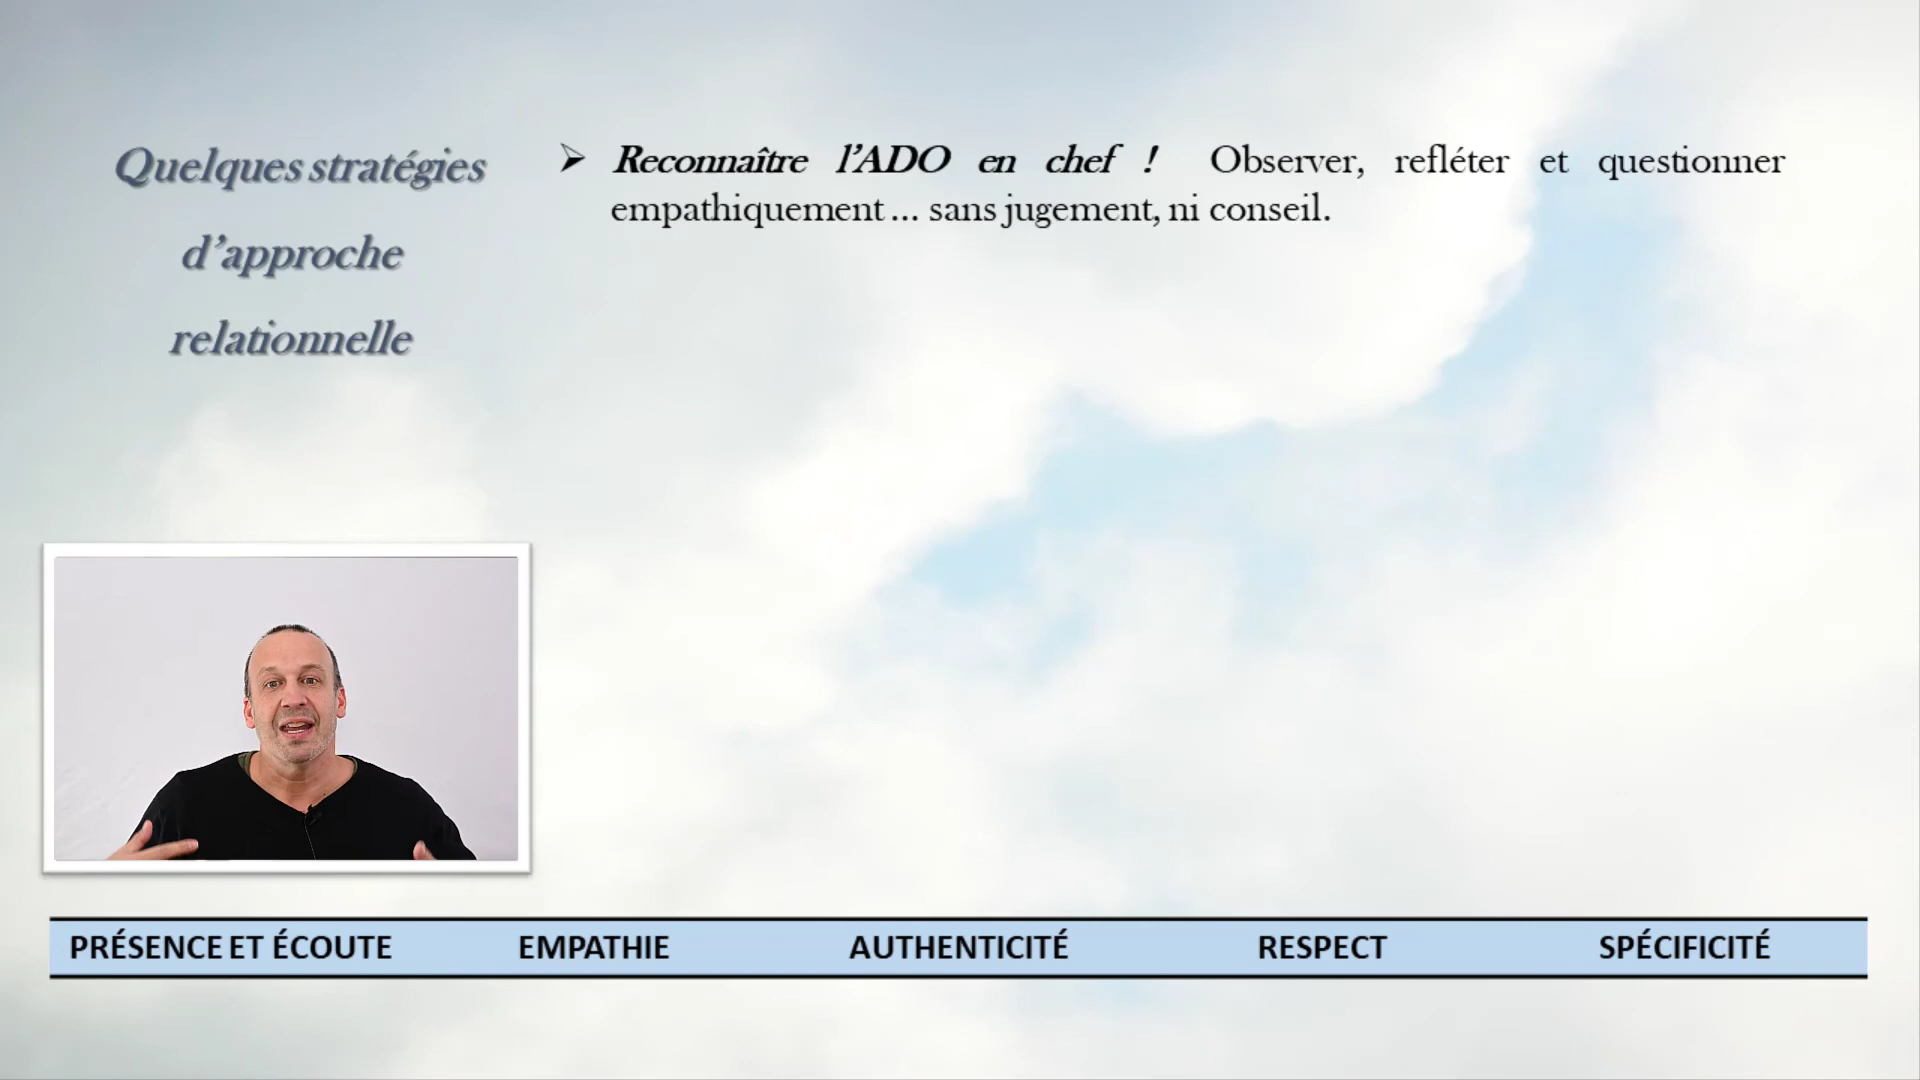 Quelques stratégies
d’approche
relationnelle
➢ Reconnaître l’ADO en chef ! Observer, refléter et questionner
empathiquement … sans jugement, ni conseil.
PRÉSENCE ET ÉCOUTE EMPATHIE AUTHENTICITÉ RESPECT SPÉCIFICITÉ